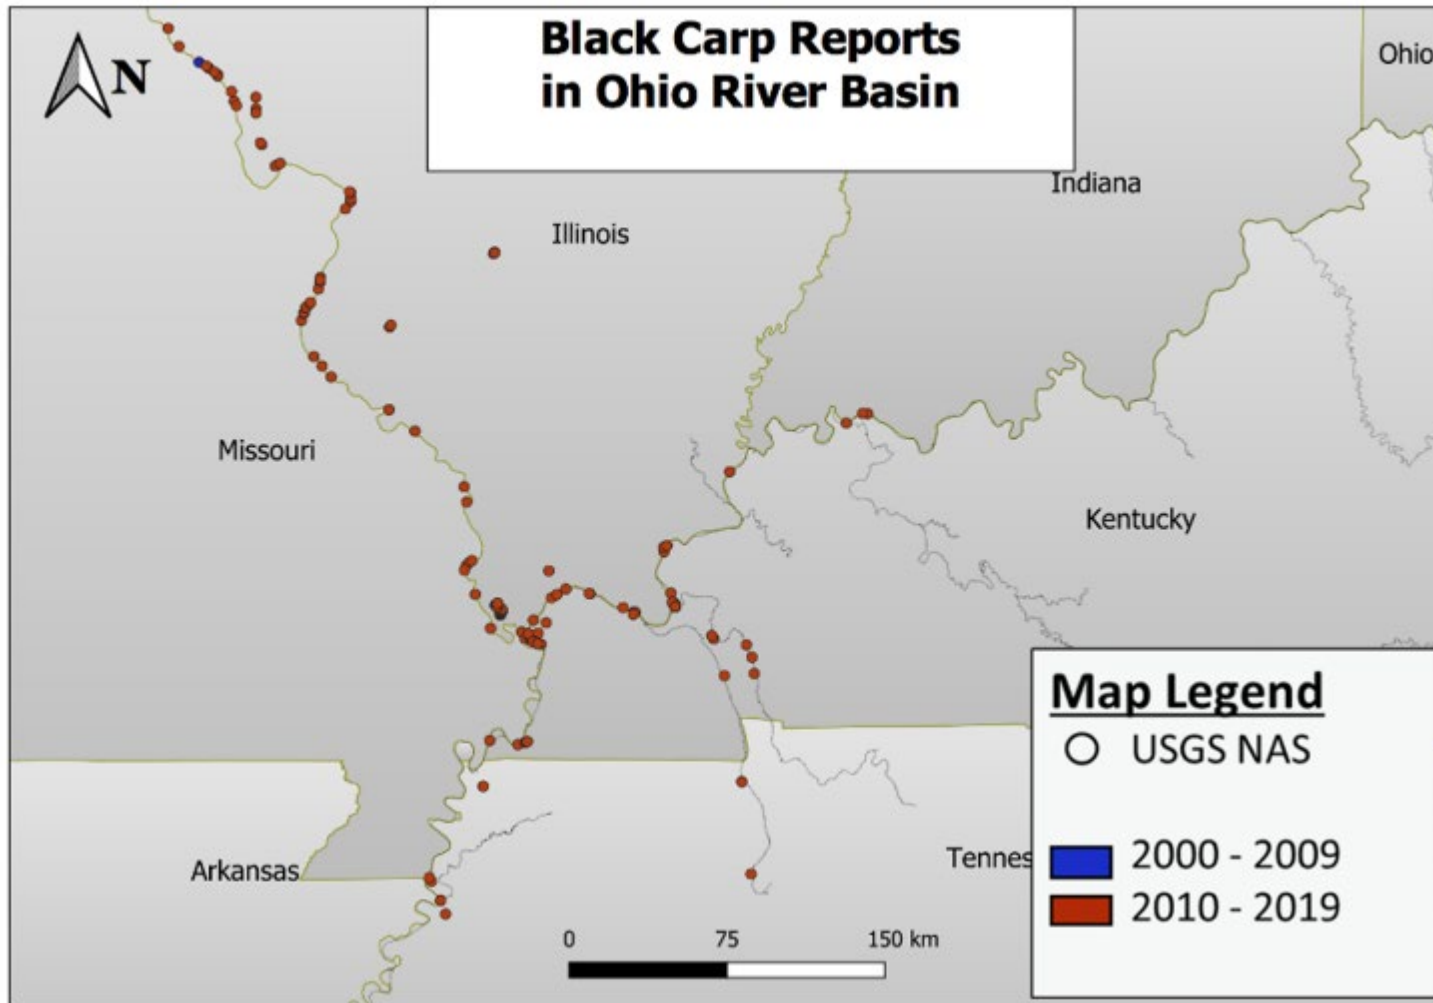 Black Carp Reports
in Ohio River Basin
N
Ohio
Indiana
Illinois
Missouri
Kentucky
Map Legend
USGS NAS
2000 - 2009
2010 - 2019
Arkansas
Tennes
0 75 150 km